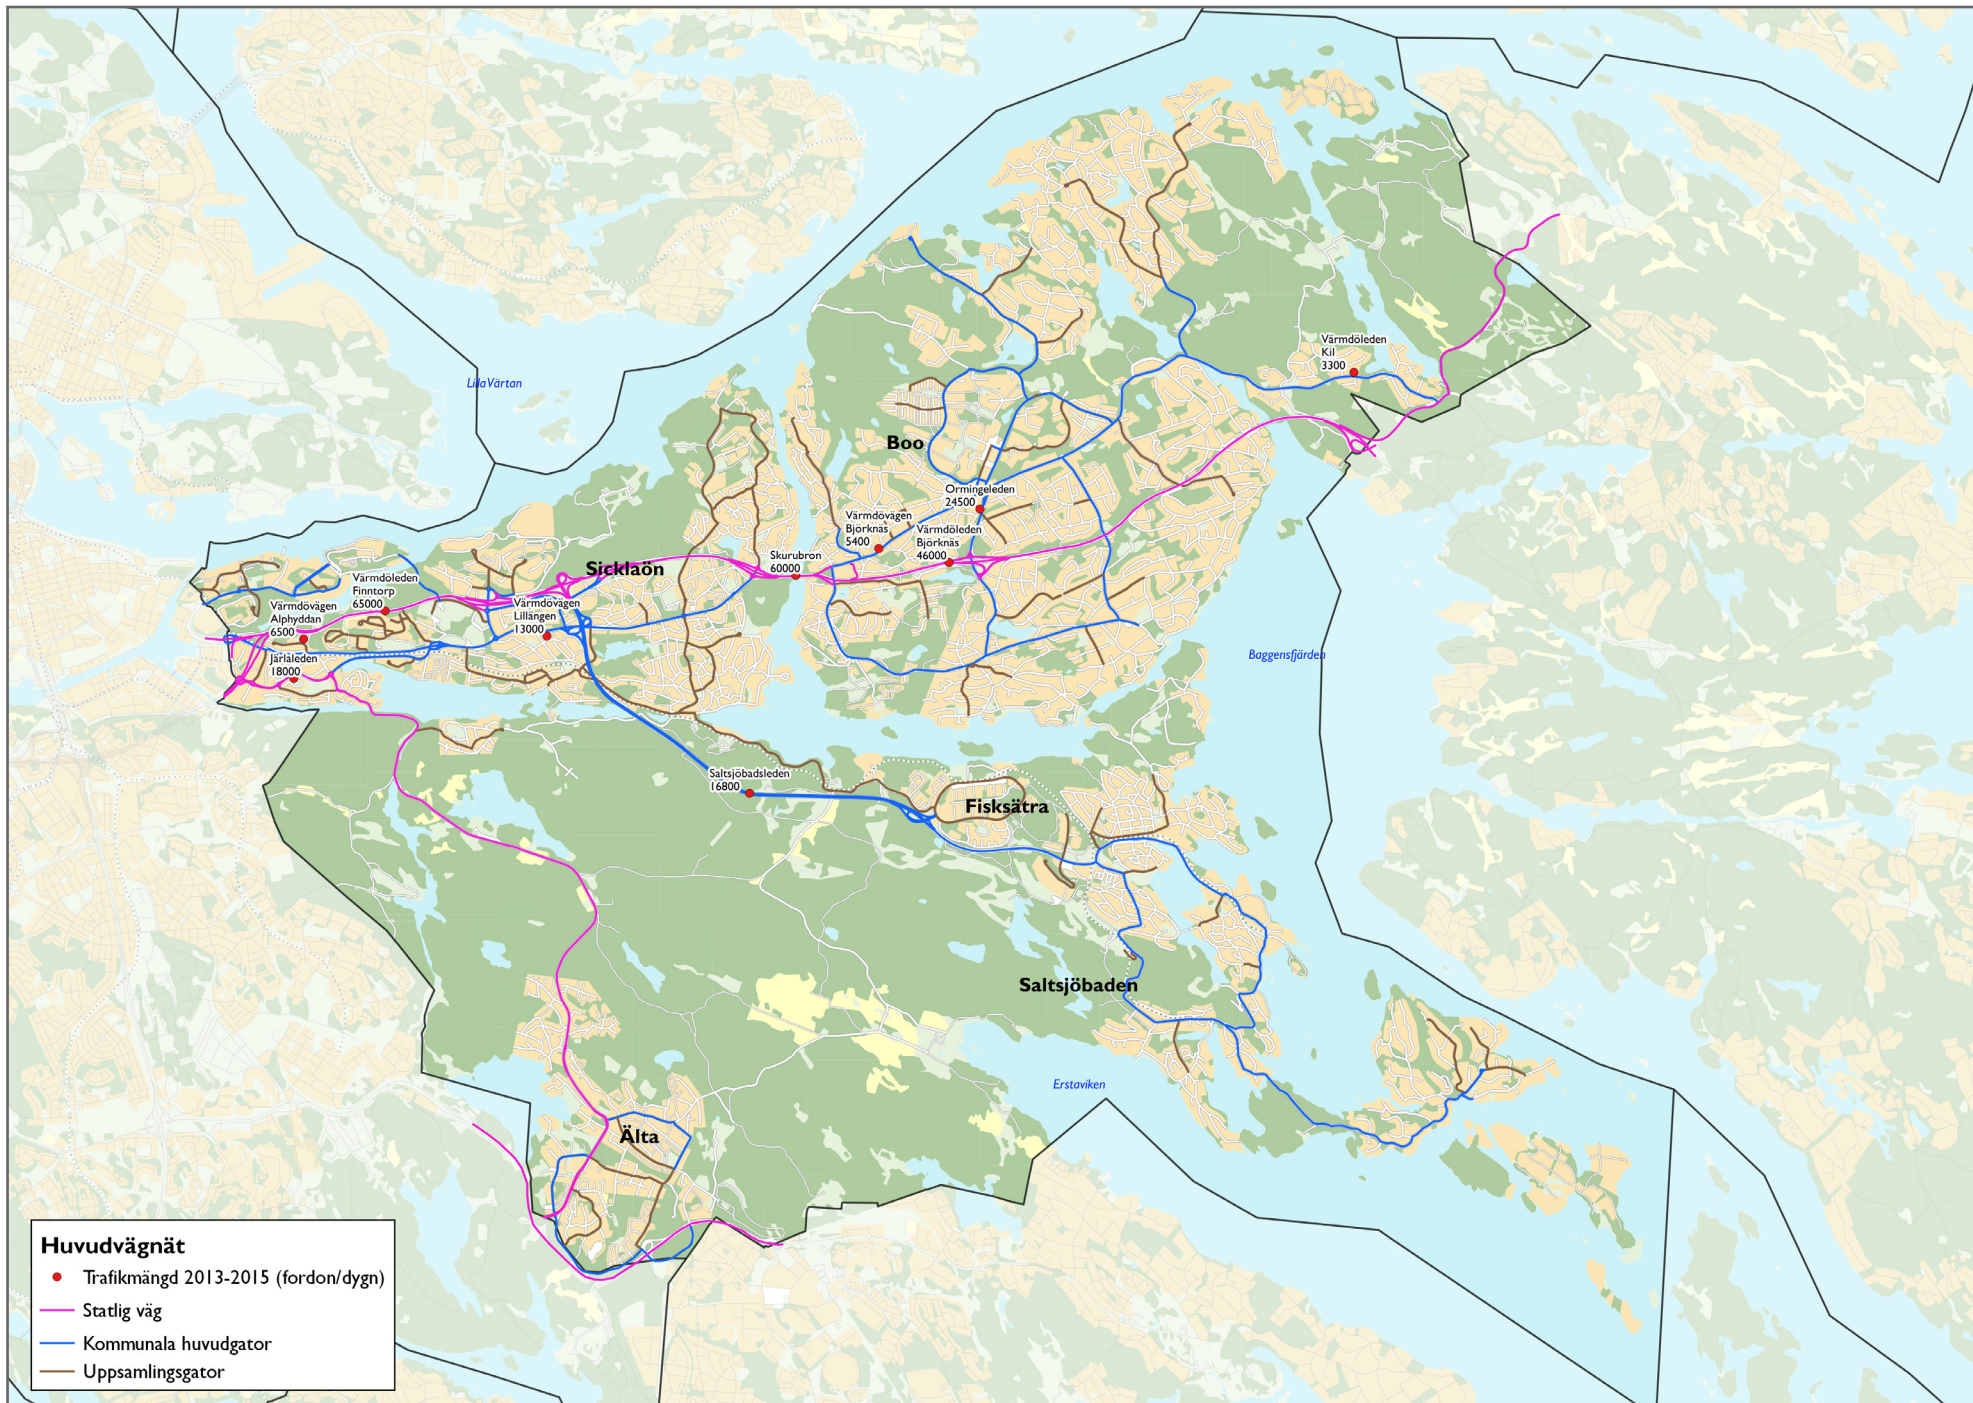 Värmdöleden
Kil
3300
Lilla Värtan
Boo
Ormingeleden
24500
Värmdövägen
Björknäs
5400
Värmdöleden
Björknäs
46000
Skurubron
60000
Sicklaön
Värmdöleden
Finntorp
65000
Värmdövägen
Alphyddan
6500
Värmdövägen
Lillängen
13000
Järlaleden
18000
Baggensfjärden
Saltsjöbadsleden
16800
Fisksätra
Saltsjöbaden
Erstaviken
Älta
Huvudvägnät
Trafikmängd 2013-2015 (fordon/dygn)
Statlig väg
Kommunala huvudgator
Uppsamlingsgator